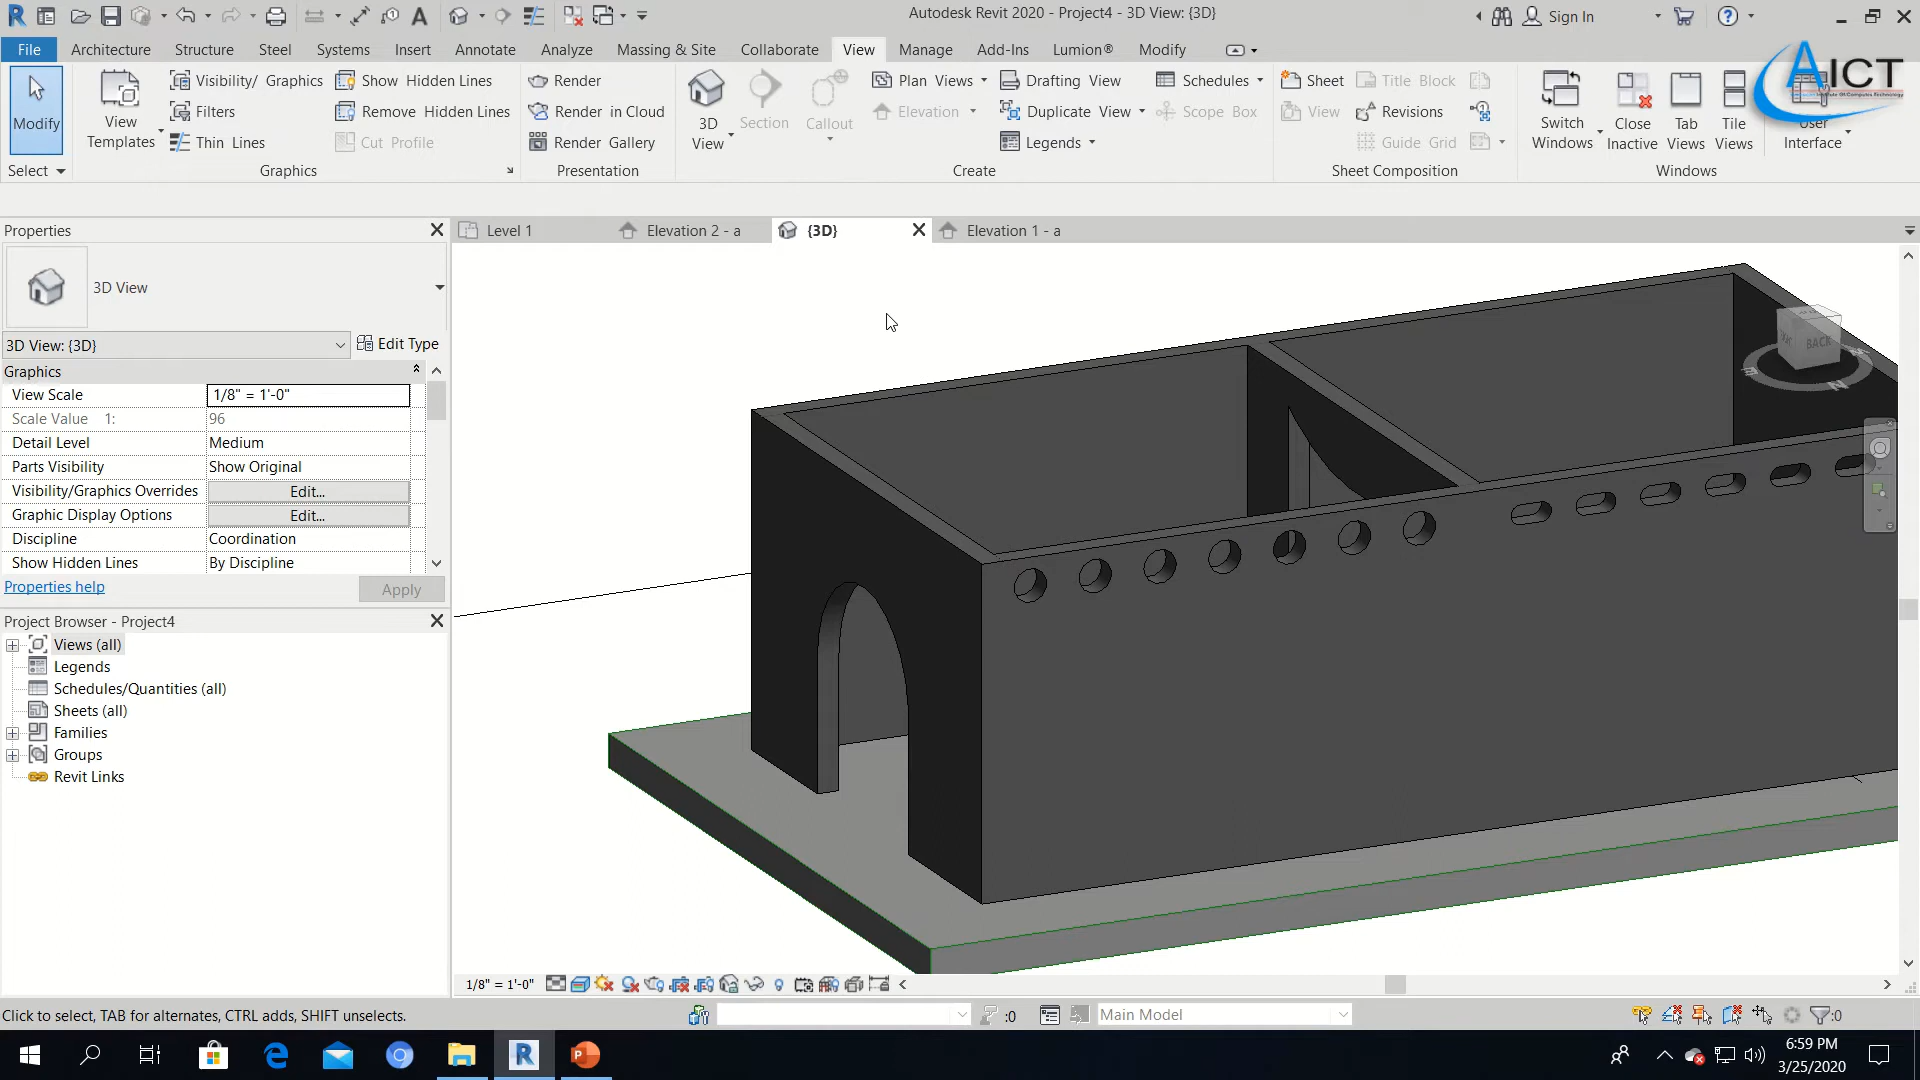 Autodesk Revit 2020 - Project4 - 3D View: {3D}
Sign In
File Architecture Structure Steel Systems Insert Annotate Analyze Massing & Site Collaborate View Manage Add-Ins Lumion® Modify
Modify
View Templates
Visibility/ Graphics
Filters
Thin Lines
Show Hidden Lines
Remove Hidden Lines
Cut Profile
Render
Render in Cloud
Render Gallery
3D View
Section
Callout
Plan Views
Elevation
Drafting View
Duplicate View
Legends
Schedules
Scope Box
Sheet
View
Title Block
Revisions
Guide Grid
Switch Windows
Close Inactive
Tab Views
Tile Views
User Interface
AICT
Select Graphics Presentation Create Sheet Composition Windows
Properties
Level 1 Elevation 2 - a {3D} Elevation 1 - a
3D View
3D View: {3D} Edit Type
Graphics
View Scale 1/8" = 1'-0"
Scale Value 1: 96
Detail Level Medium
Parts Visibility Show Original
Visibility/Graphics Overrides Edit...
Graphic Display Options Edit...
Discipline Coordination
Show Hidden Lines By Discipline
Properties help Apply
Project Browser - Project4
Views (all)
Legends
Schedules/Quantities (all)
Sheets (all)
Families
Groups
Revit Links
BACK
N
1/8" = 1'-0"
Click to select, TAB for alternates, CTRL adds, SHIFT unselects.
:0
Main Model
:0
6:59 PM
3/25/2020